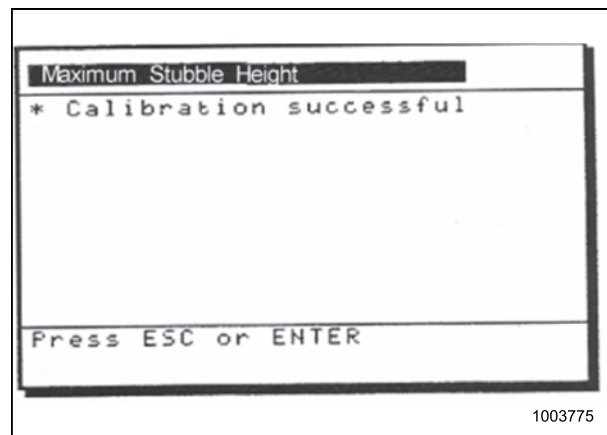 Maximum Stubble Height
* Calibration successful
Press ESC or ENTER
1003775